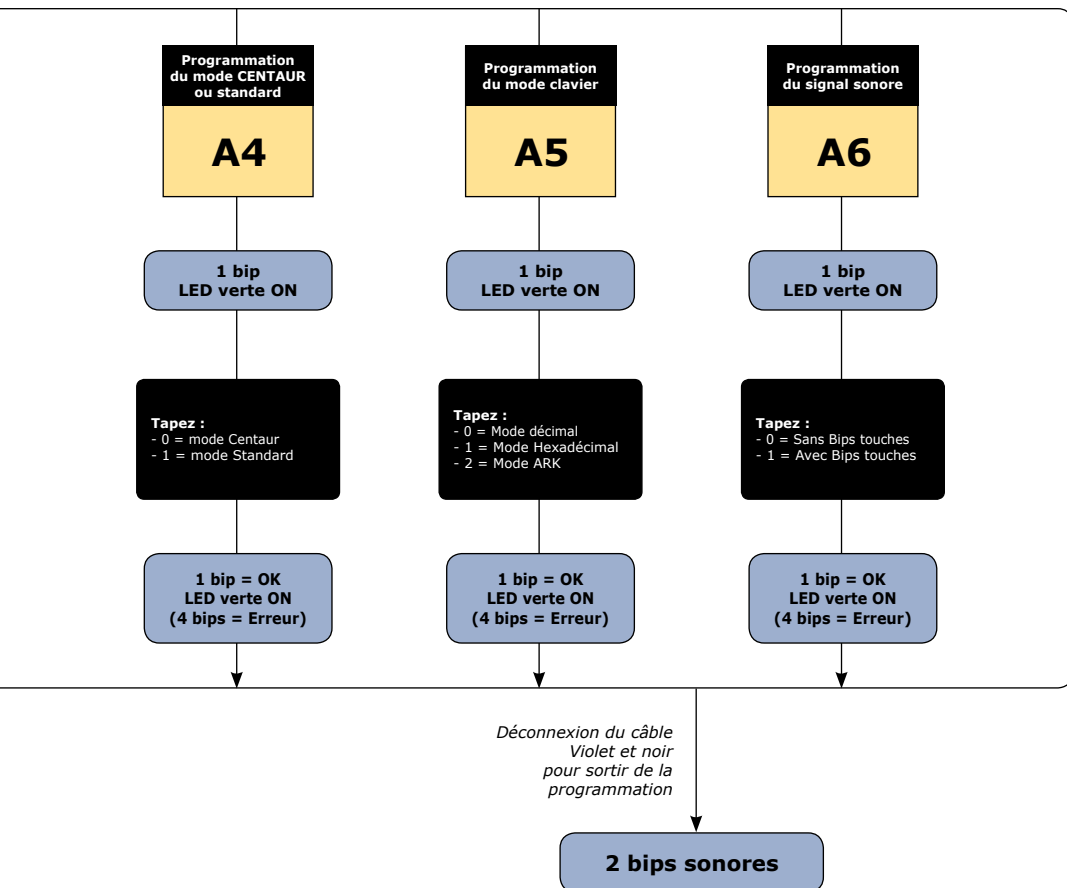 Programmation
du mode CENTAUR
ou standard
A4
1 bip
LED verte ON
Tapez :
- 0 = mode Centaur
- 1 = mode Standard
1 bip = OK
LED verte ON
(4 bips = Erreur)
Programmation
du mode clavier
A5
1 bip
LED verte ON
Tapez :
- 0 = Mode décimal
- 1 = Mode Hexadécimal
- 2 = Mode ARK
1 bip = OK
LED verte ON
(4 bips = Erreur)
Programmation
du signal sonore
A6
1 bip
LED verte ON
Tapez :
- 0 = Sans Bips touches
- 1 = Avec Bips touches
1 bip = OK
LED verte ON
(4 bips = Erreur)
Déconnexion du câble
Violet et noir
pour sortir de la
programmation
2 bips sonores